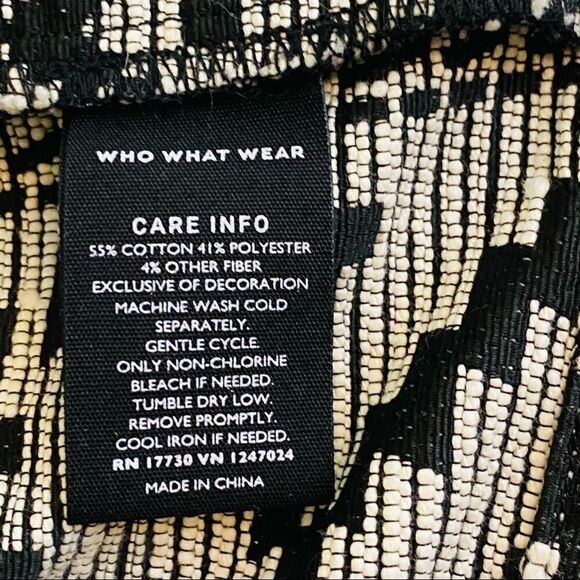 WHO WHAT WEAR
CARE INFO
55% COTTON 41% POLYESTER
4% OTHER FIBER
EXCLUSIVE OF DECORATION
MACHINE WASH COLD
SEPARATELY.
GENTLE CYCLE.
ONLY NON-CHLORINE
BLEACH IF NEEDED.
TUMBLE DRY LOW.
REMOVE PROMPTLY.
COOL IRON IF NEEDED.
RN 17730 VN 1247024
MADE IN CHINA